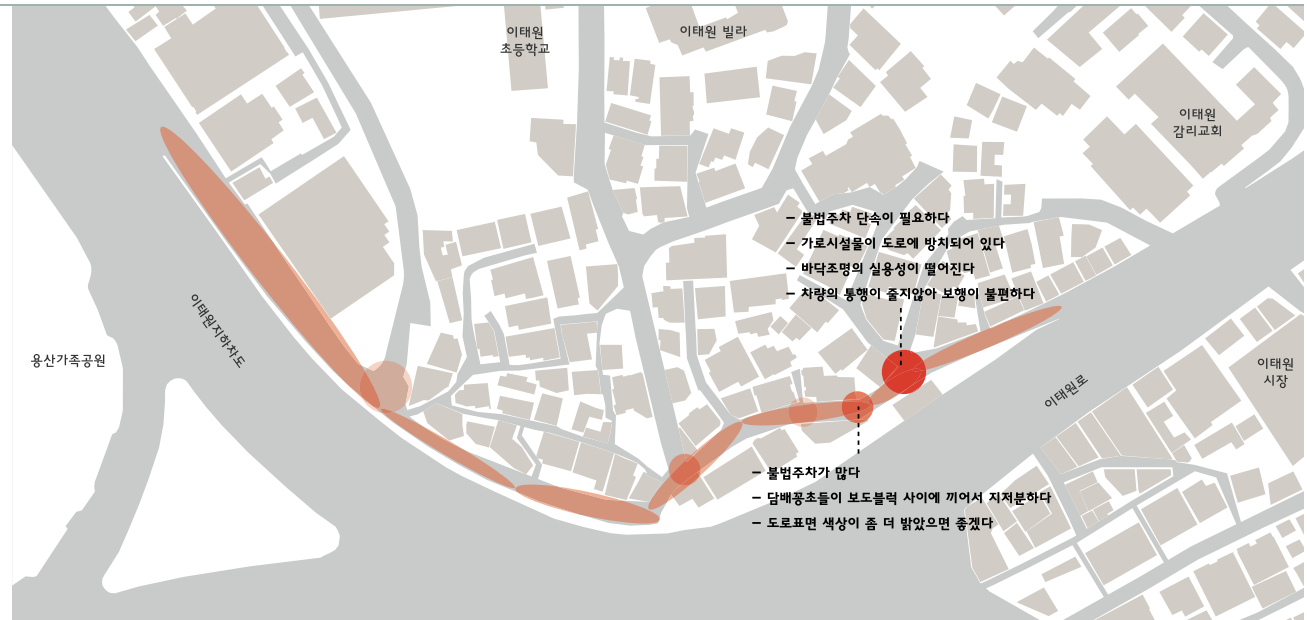 이태원
초등학교
이태원 빌라
이태원
감리교회
– 불법주차 단속이 필요하다
– 가로시설물이 도로에 방치되어 있다
– 바닥조명의 실용성이 떨어진다
– 차량의 통행이 줄지않아 보행이 불편하다
이태원지하차도
용산가족공원
이태원
시장
이태원로
– 불법주차가 많다
– 담배꽁초들이 보도블럭 사이에 끼어서 지저분하다
– 도로표면 색상이 좀 더 밝았으면 좋겠다